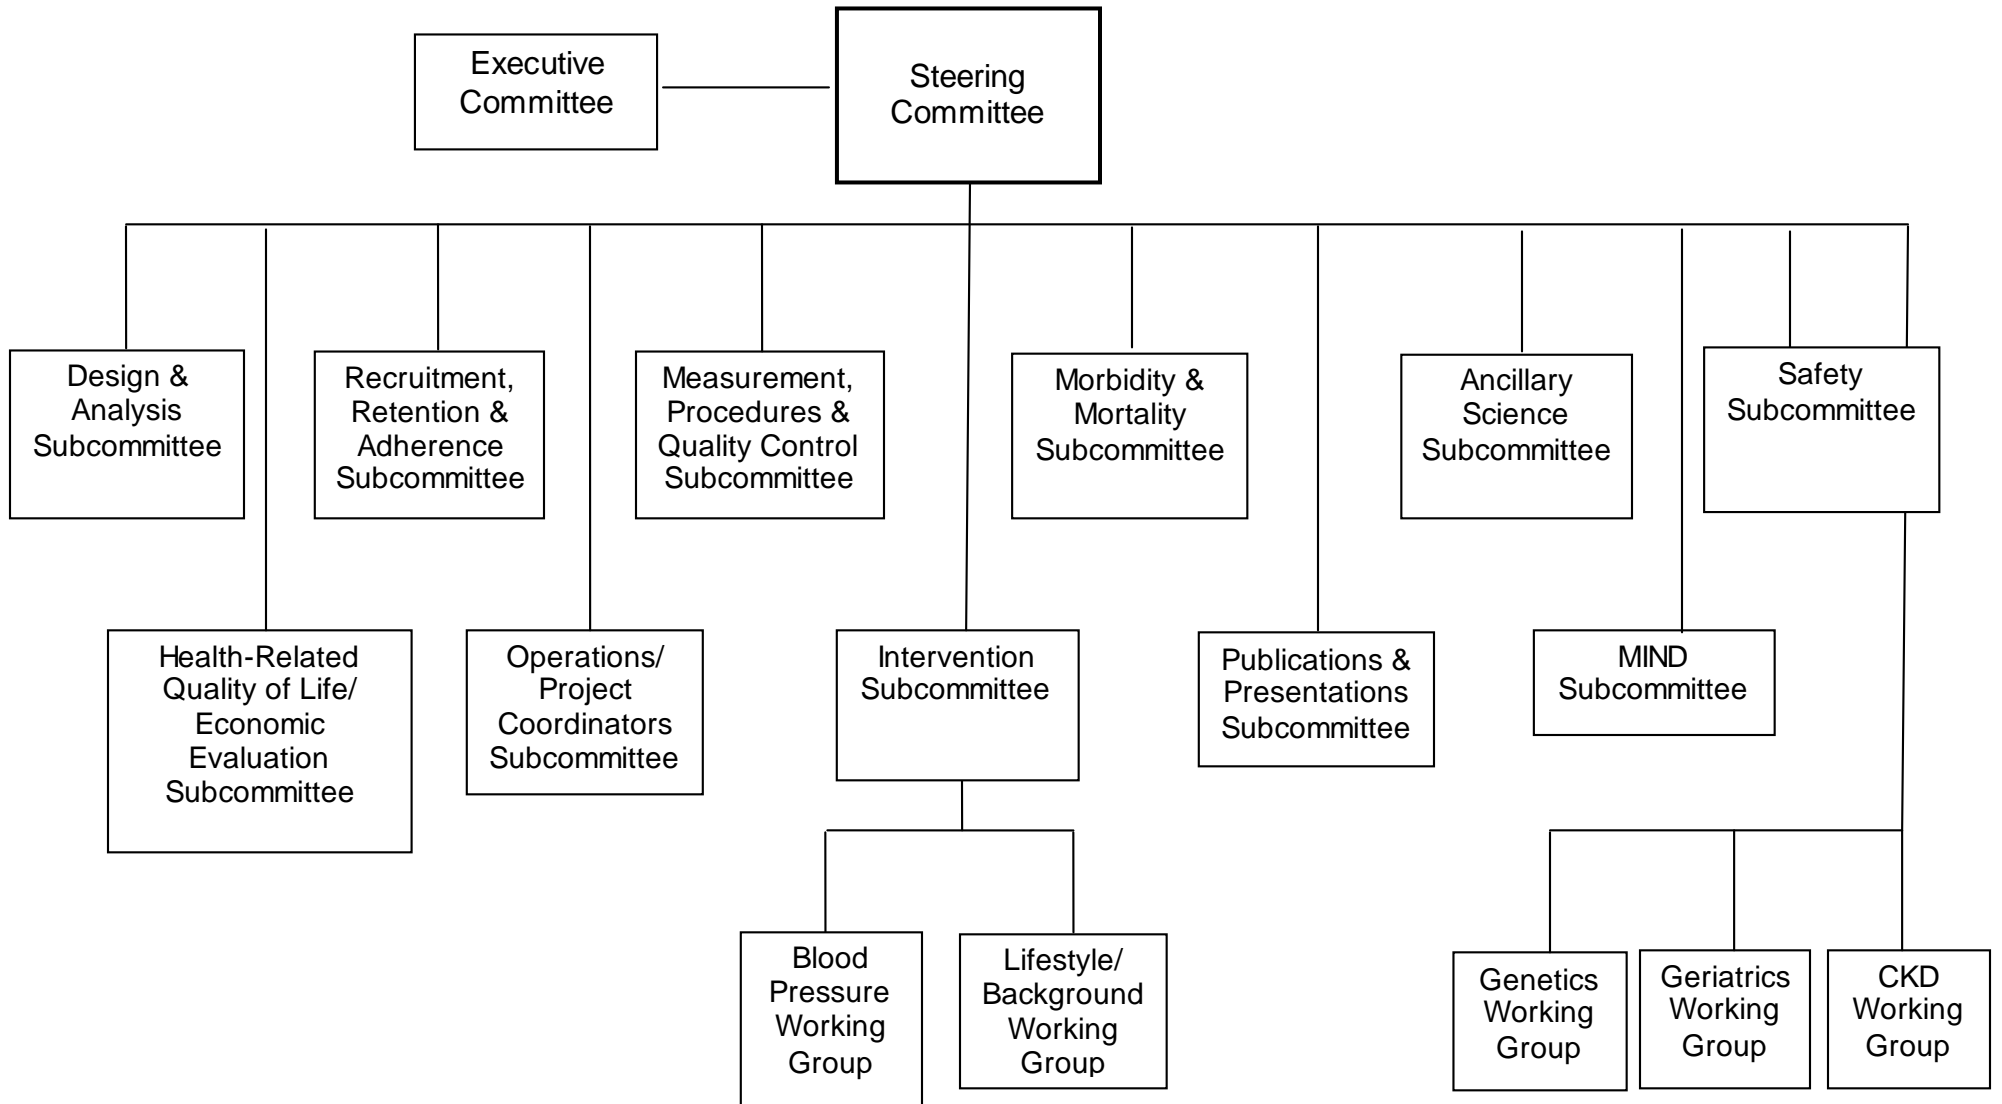 Executive
Committee
Steering
Committee
Design &
Analysis
Subcommittee
Recruitment,
Retention &
Adherence
Subcommittee
Measurement,
Procedures &
Quality Control
Subcommittee
Morbidity &
Mortality
Subcommittee
Ancillary
Science
Subcommittee
Safety
Subcommittee
Health-Related
Quality of Life/
Economic
Evaluation
Subcommittee
Operations/
Project
Coordinators
Subcommittee
Intervention
Subcommittee
Publications &
Presentations
Subcommittee
MIND
Subcommittee
Blood
Pressure
Working
Group
Lifestyle/
Background
Working
Group
Genetics
Working
Group
Geriatrics
Working
Group
CKD
Working
Group